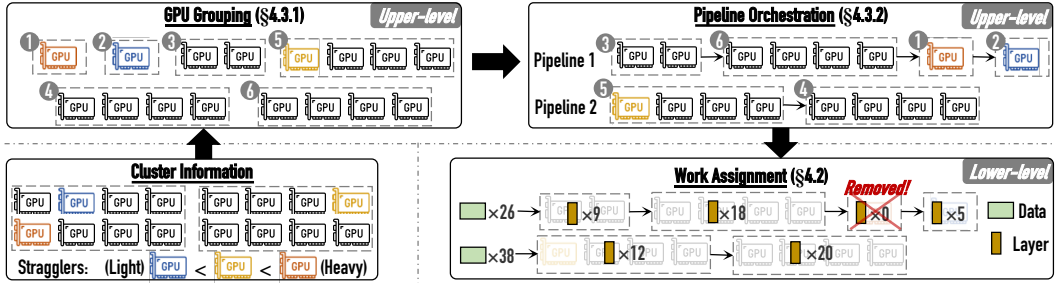 GPU Grouping (§4.3.1)
Upper-level
1 2 3 5
GPU GPU GPU GPU GPU GPU GPU GPU
4 6
GPU GPU GPU GPU GPU GPU GPU GPU
Pipeline Orchestration (§4.3.2)
Upper-level
3 6 1 2
Pipeline 1 GPU GPU GPU GPU GPU GPU GPU GPU
5 4
Pipeline 2 GPU GPU GPU GPU GPU GPU GPU GPU
Cluster Information
GPU GPU GPU GPU GPU GPU GPU GPU
GPU GPU GPU GPU GPU GPU GPU GPU
Stragglers: (Light) GPU < GPU < GPU (Heavy)
Work Assignment (§4.2)
Lower-level
Removed!
×26 GPU ×9 GPU GPU ×18 GPU GPU ×0 ×5
×38 GPU GPU ×12 GPU GPU GPU ×20 GPU GPU
Data
Layer